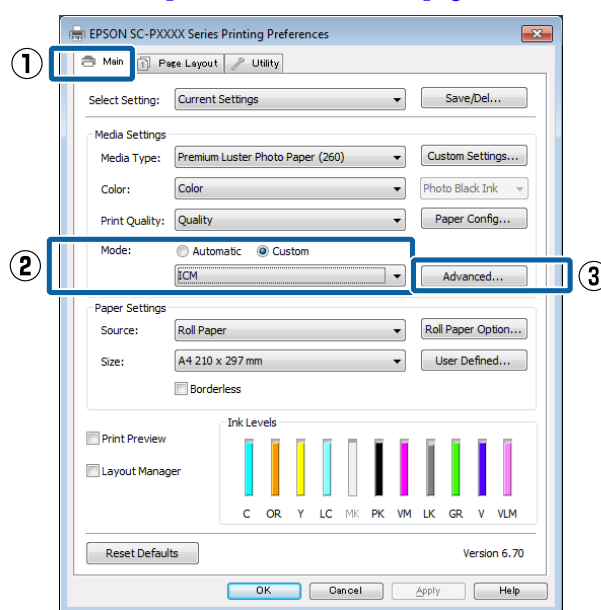 EPSON SC-PXXXX Series Printing Preferences
① Main Page Layout Utility
Select Setting: Current Settings Save/Del...
Media Settings
Media Type: Premium Luster Photo Paper (260) Custom Settings...
Color: Color Photo Black Ink
Print Quality: Quality Paper Config...
Mode: Automatic Custom
② ICM Advanced... ③
Paper Settings
Source: Roll Paper Roll Paper Option...
Size: A4 210 x 297 mm User Defined...
Borderless
Ink Levels
Print Preview
Layout Manager
C OR Y LC MK PK VM LK GR V VLM
Reset Defaults Version 6.70
OK Cancel Apply Help